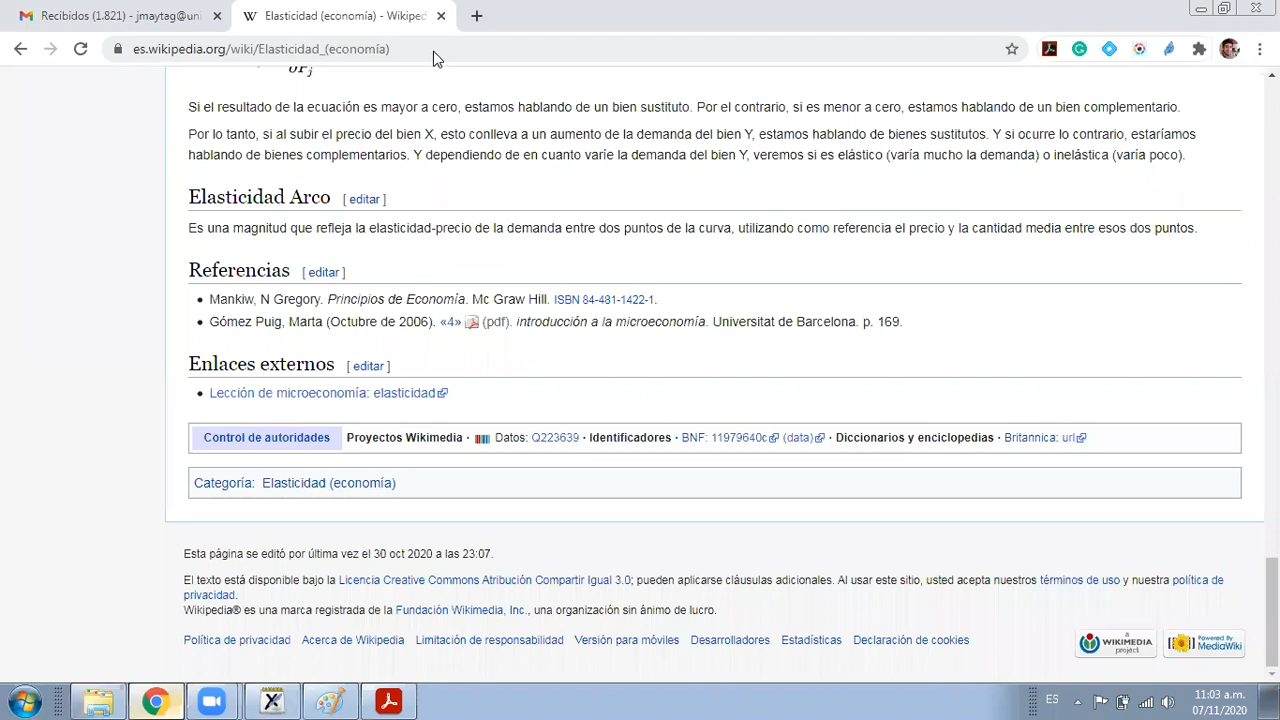 Recibidos (1.821) - jmaytag@uni
Elasticidad (economía) - Wikiped
es.wikipedia.org/wiki/Elasticidad_(economía)
Si el resultado de la ecuación es mayor a cero, estamos hablando de un bien sustituto. Por el contrario, si es menor a cero, estamos hablando de un bien complementario.
Por lo tanto, si al subir el precio del bien X, esto conlleva a un aumento de la demanda del bien Y, estamos hablando de bienes sustitutos. Y si ocurre lo contrario, estaríamos
hablando de bienes complementarios. Y dependiendo de en cuanto varíe la demanda del bien Y, veremos si es elástico (varía mucho la demanda) o inelástica (varía poco).
Elasticidad Arco [ editar ]
Es una magnitud que refleja la elasticidad-precio de la demanda entre dos puntos de la curva, utilizando como referencia el precio y la cantidad media entre esos dos puntos.
Referencias [ editar ]
• Mankiw, N Gregory. Principios de Economía. Mc Graw Hill. ISBN 84-481-1422-1.
• Gómez Puig, Marta (Octubre de 2006). «4» (pdf). introducción a la microeconomía. Universitat de Barcelona. p. 169.
Enlaces externos [ editar ]
• Lección de microeconomía: elasticidad
Control de autoridades Proyectos Wikimedia · Datos: Q223639 · Identificadores · BNF: 11979640c (data) · Diccionarios y enciclopedias · Britannica: url
Categoría: Elasticidad (economía)
Esta página se editó por última vez el 30 oct 2020 a las 23:07.
El texto está disponible bajo la Licencia Creative Commons Atribución Compartir Igual 3.0; pueden aplicarse cláusulas adicionales. Al usar este sitio, usted acepta nuestros términos de uso y nuestra política de
privacidad.
Wikipedia® es una marca registrada de la Fundación Wikimedia, Inc., una organización sin ánimo de lucro.
Política de privacidad Acerca de Wikipedia Limitación de responsabilidad Versión para móviles Desarrolladores Estadísticas Declaración de cookies
a WIKIMEDIA project
Powered By MediaWiki
ES
11:03 a.m.
07/11/2020